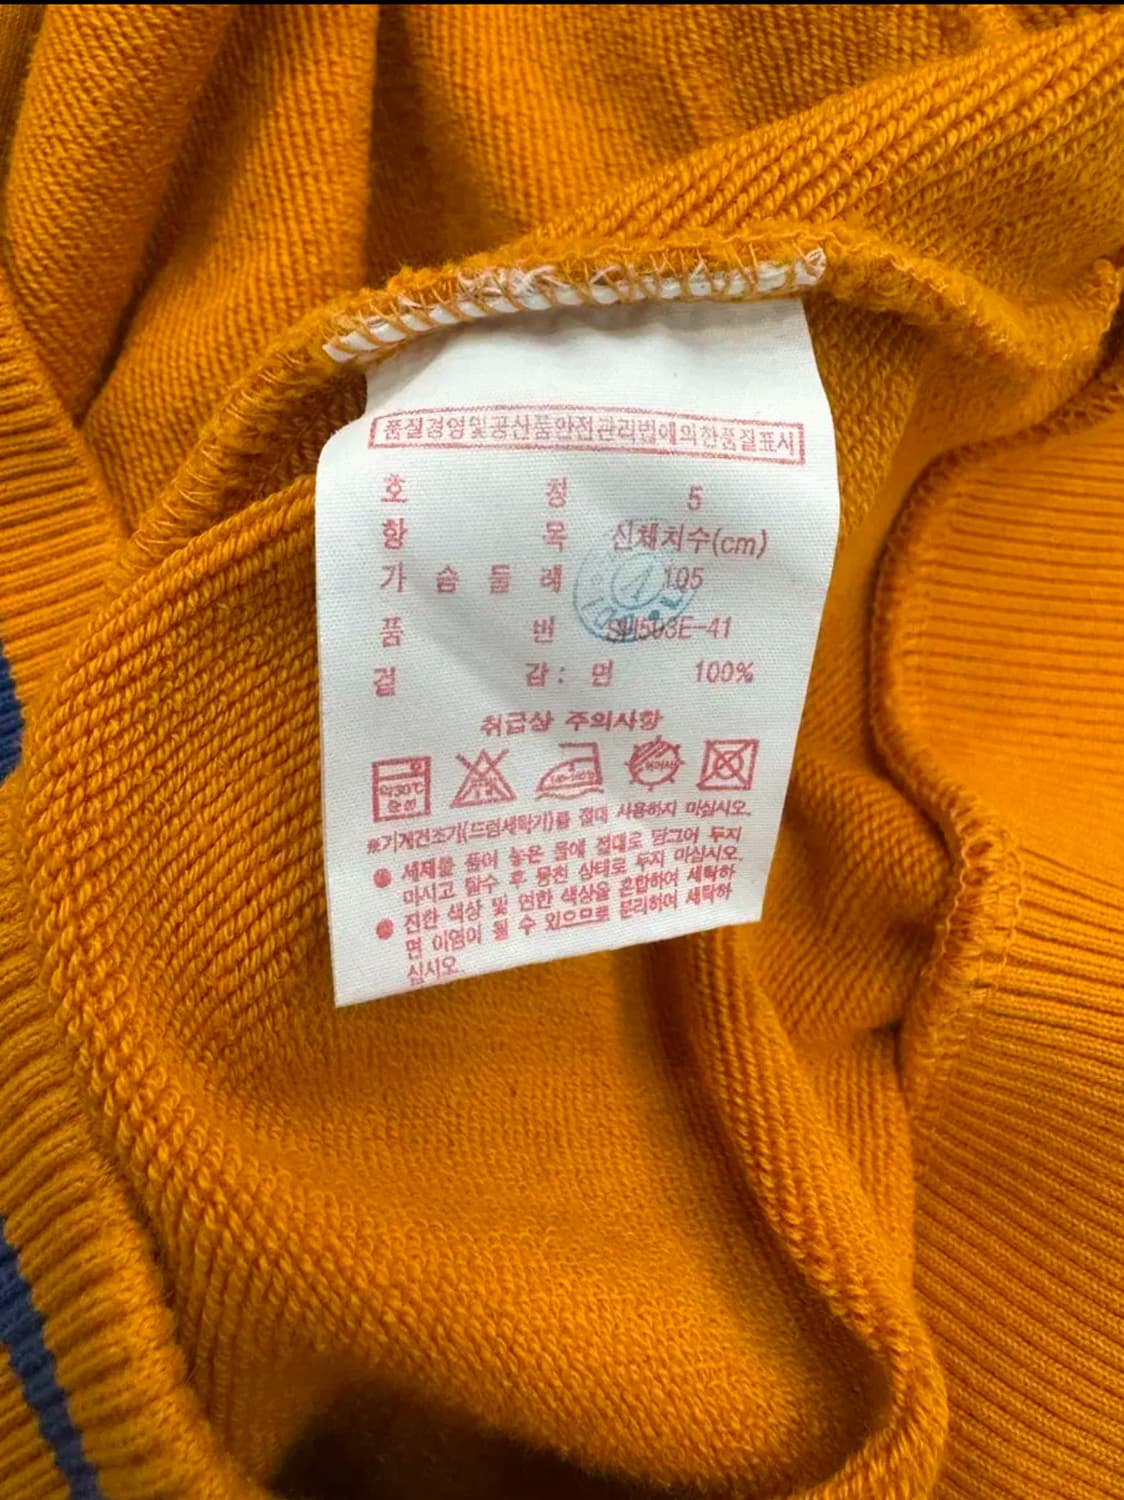 품질경영및공산품안전관리법에의한품질표시
호 칭 5
항 목 신체치수(cm)
가 슴 둘 레 105
품 번
겉 감 : 면 100%
취급상 주의사항
약30℃
중성
※기계건조기(드럼세탁기)를 절대 사용하지 마십시오.
● 세제를 풀어 놓은 물에 절대로 담그어 두지
마시고 탈수 후 뭉친 상태로 두지 마십시오.
● 진한 색상 및 연한 색상을 혼합하여 세탁하
면 이염이 될 수 있으므로 분리하여 세탁하
십시오.